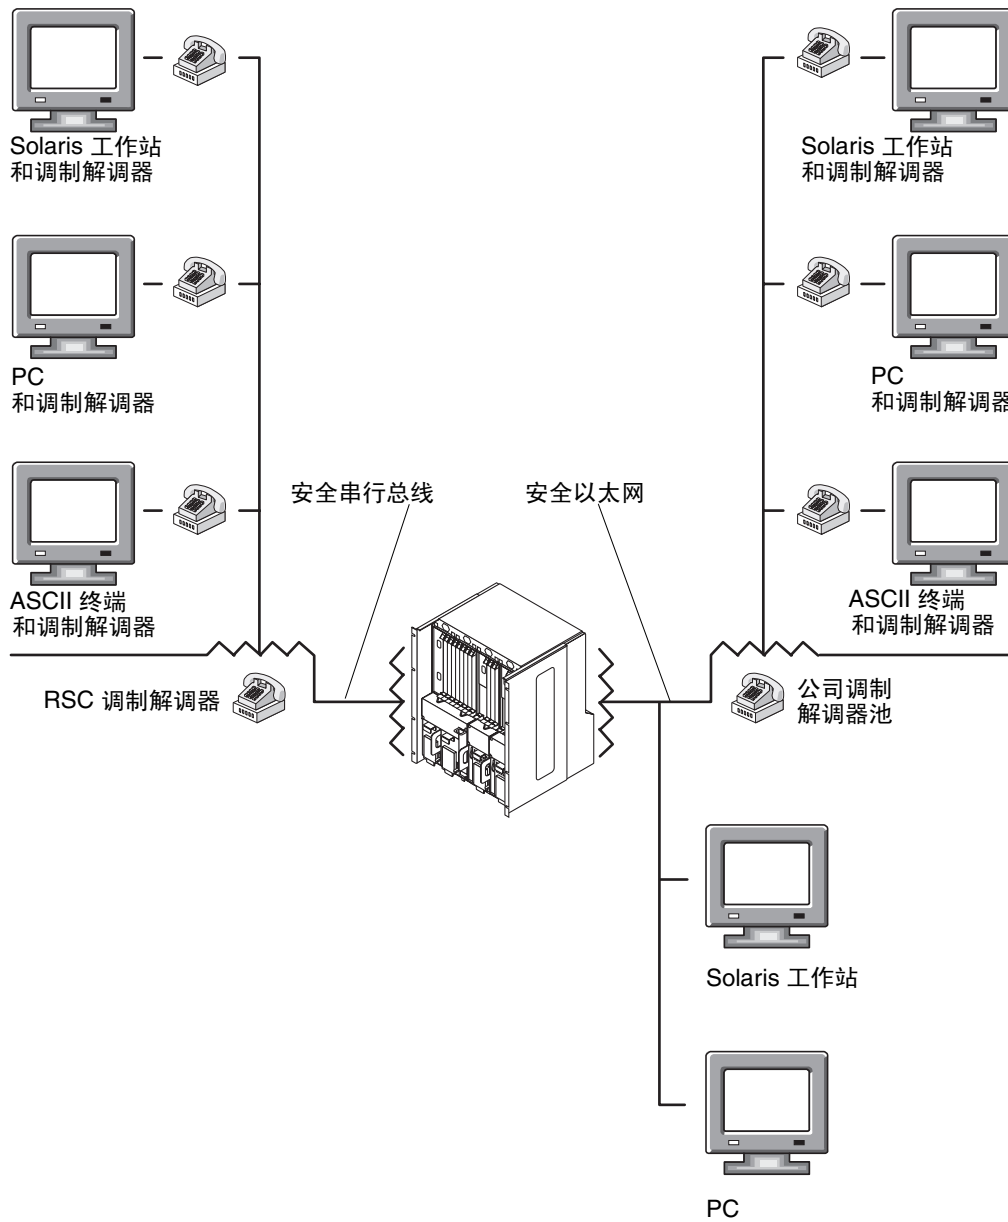 Solaris 工作站
和调制解调器
Solaris 工作站
和调制解调器
PC
和调制解调器
PC
和调制解调器
安全串行总线
安全以太网
ASCII 终端
和调制解调器
ASCII 终端
和调制解调器
RSC 调制解调器
公司调制
解调器池
Solaris 工作站
PC